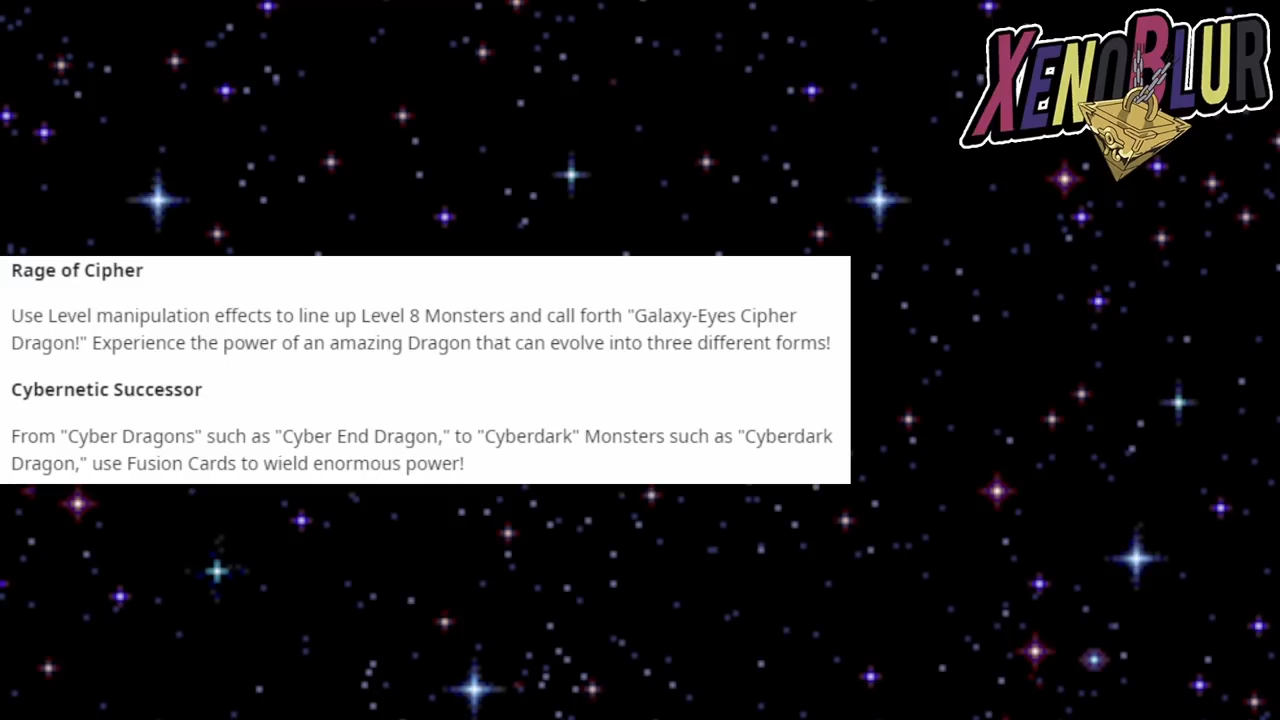 XENOBLUR
Rage of Cipher
Use Level manipulation effects to line up Level 8 Monsters and call forth "Galaxy-Eyes Cipher
Dragon!" Experience the power of an amazing Dragon that can evolve into three different forms!
Cybernetic Successor
From "Cyber Dragons" such as "Cyber End Dragon," to "Cyberdark" Monsters such as "Cyberdark
Dragon," use Fusion Cards to wield enormous power!